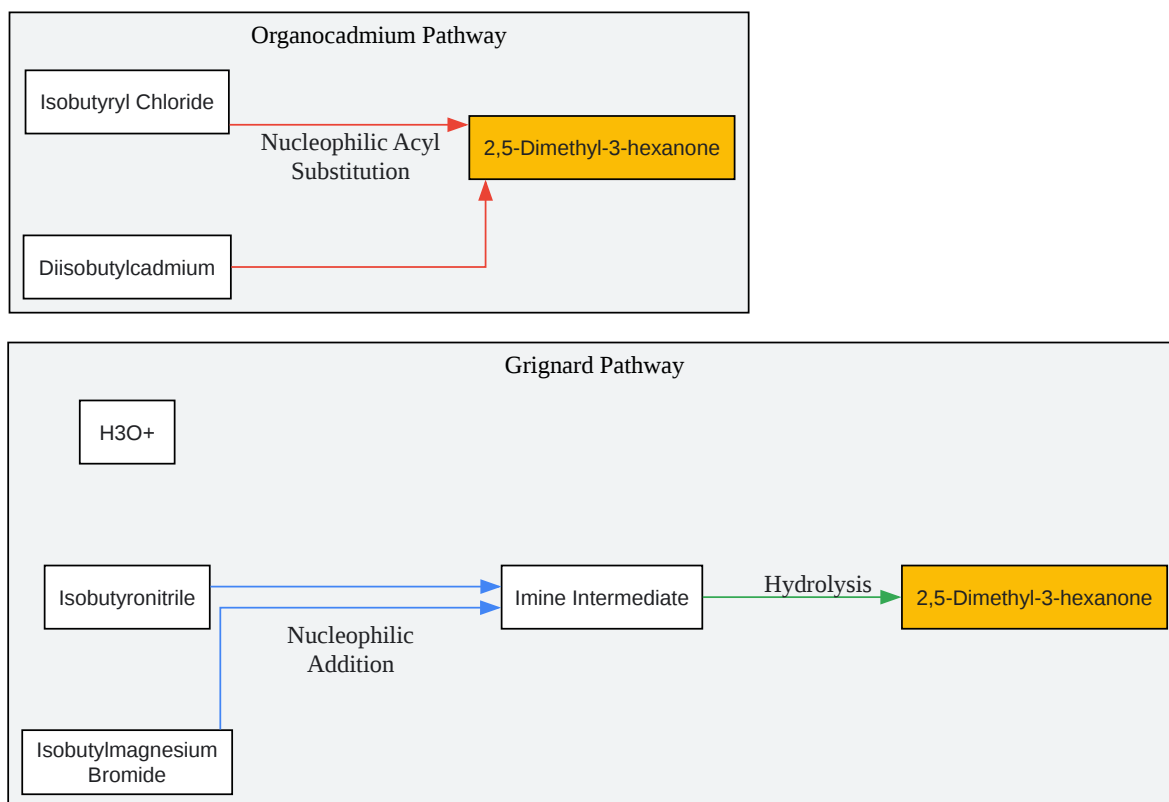 Organocadmium Pathway
Isobutyryl Chloride
Nucleophilic Acyl
Substitution
2,5-Dimethyl-3-hexanone
Diisobutylcadmium
Grignard Pathway
H3O+
Isobutyronitrile
Nucleophilic
Addition
Imine Intermediate
Hydrolysis
2,5-Dimethyl-3-hexanone
Isobutylmagnesium
Bromide